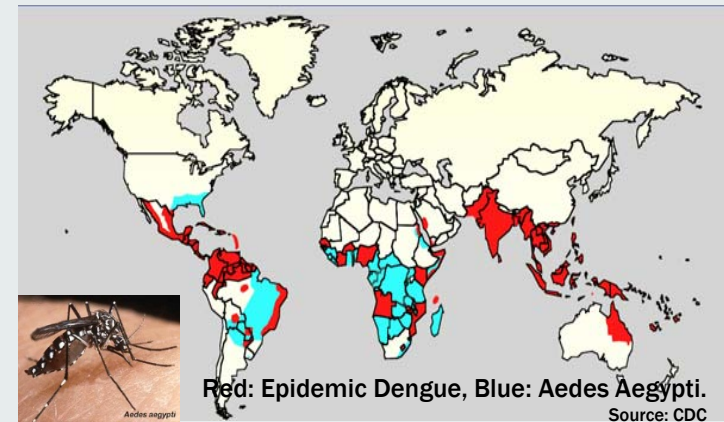 Aedes aegypti
Red: Epidemic Dengue, Blue: Aedes Aegypti.
Source: CDC